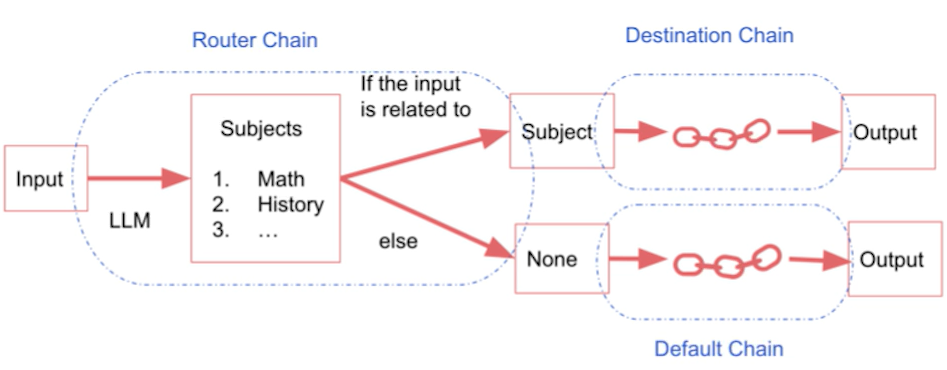 Router Chain
Destination Chain
If the input
is related to
Subjects
1. Math
2. History
3. ...
Input
LLM
else
Subject
Output
None
Output
Default Chain